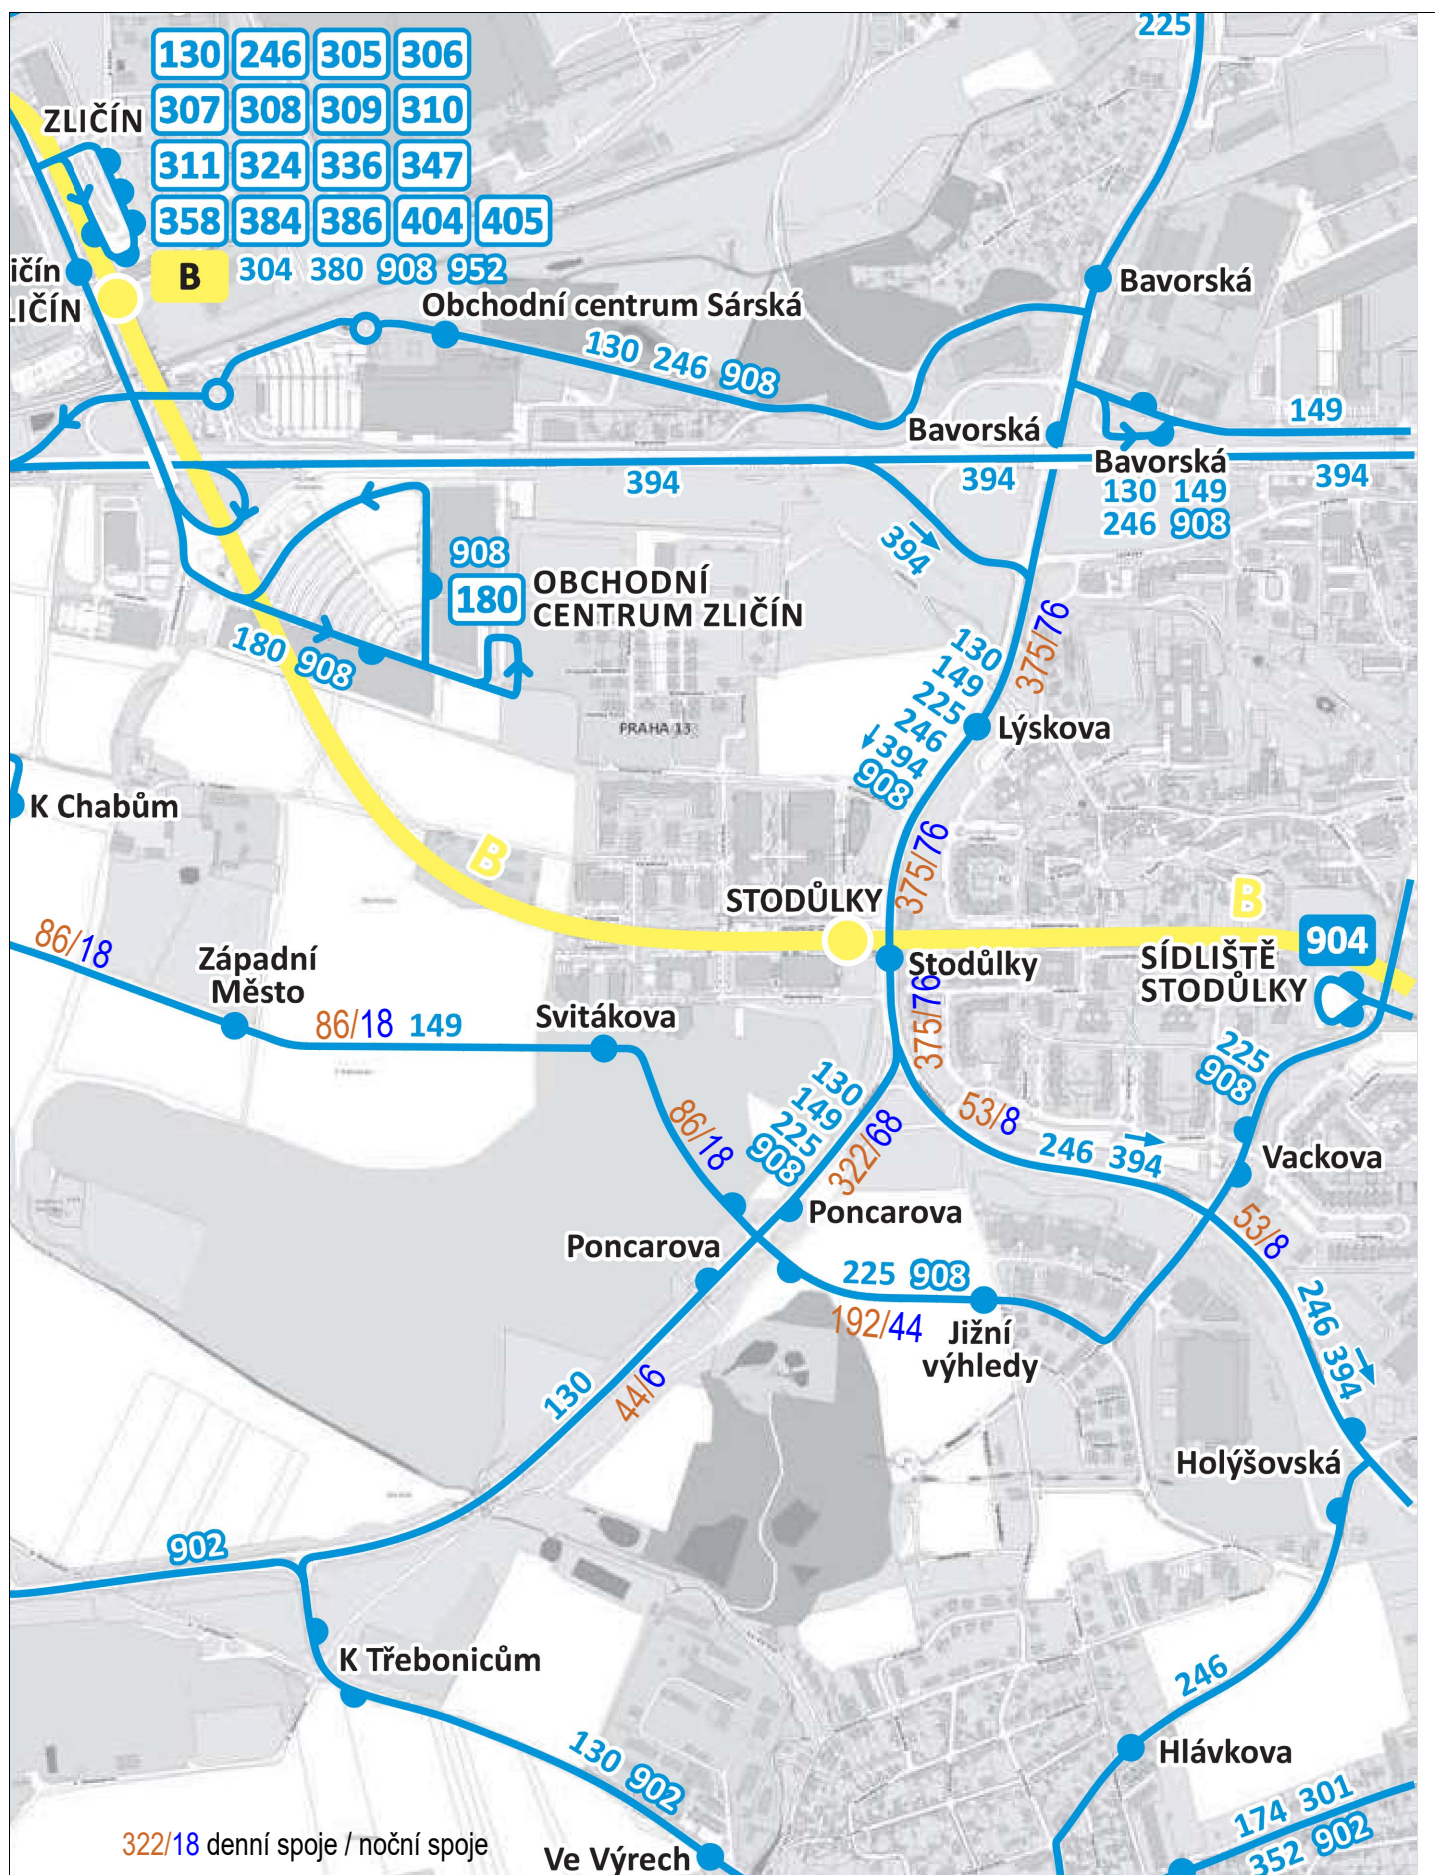 225
130 246 305 306
ZLIČÍN
307 308 309 310
311 324 336 347
358 384 386 404 405
B 304 380 908 952
ičín
LIČÍN
Obchodní centrum Sárská
Bavorská
130 246 908
149
Bavorská
394
394
Bavorská
394
130 149
246 908
394
908
180
OBCHODNÍ
CENTRUM ZLIČÍN
180 908
130
149
225
246
394
908
375/76
Lýskova
PRAHA 13
K Chabům
B
375/76
STODŮLKY
B
904
86/18
Západní
Město
Stodůlky
SÍDLIŠTĚ
STODŮLKY
86/18 149
Svitákova
375/76
225
908
130
149
225
908
86/18
322/68
53/8
246 394
Vackova
Poncarova
53/8
Poncarova
225 908
192/44
Jižní
výhledy
246 394
130
44/6
Holýšovská
902
K Třebonicům
246
130 902
Hlávkova
174 301
352 902
322/18 denní spoje / noční spoje
Ve Výrech